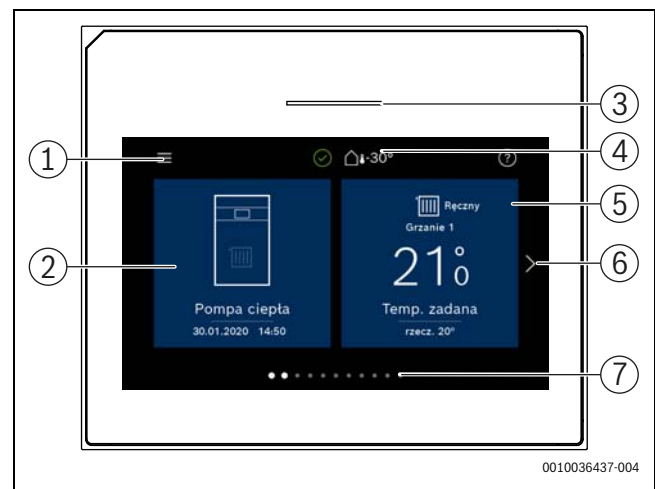 1
2
3
4
5
6
7
-30°
?
Ręczny
Grzanie 1
21°0
Pompa ciepła
30.01.2020 14:50
Temp. zadana
rzecz. 20°
0010036437-004